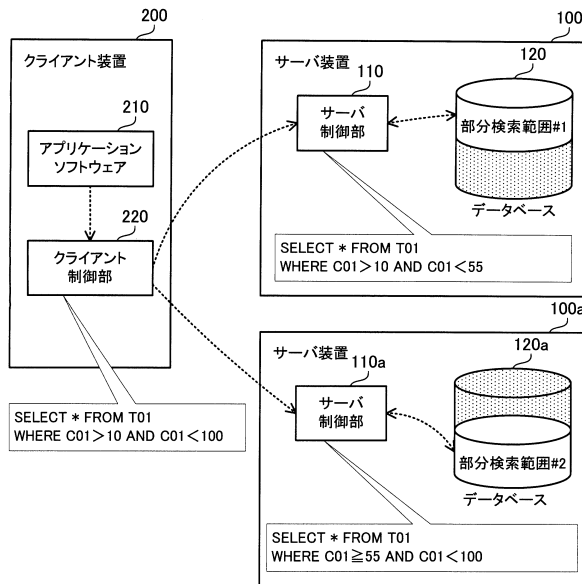 200
クライアント装置
210
アプリケーション
ソフトウェア
220
クライアント
制御部
SELECT * FROM T01
WHERE C01>10 AND C01<100
100
サーバ装置
110
サーバ
制御部
120
部分検索範囲#1
データベース
SELECT * FROM T01
WHERE C01>10 AND C01<55
100a
サーバ装置
110a
サーバ
制御部
120a
部分検索範囲#2
データベース
SELECT * FROM T01
WHERE C01≧55 AND C01<100